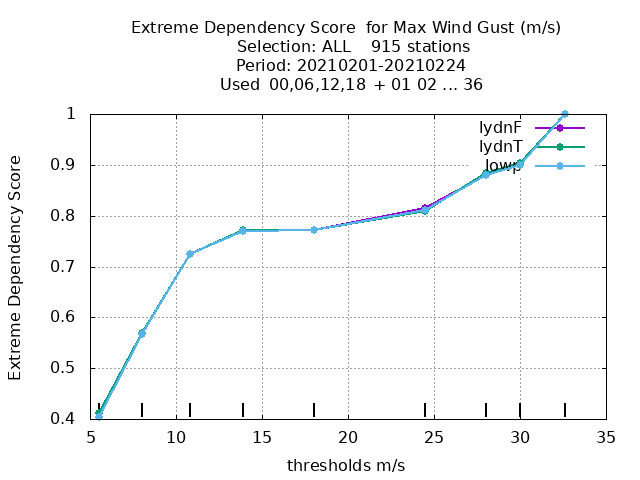 Extreme Dependency Score  for Max Wind Gust (m/s)
Selection: ALL    915 stations
Period: 20210201-20210224
Used  00,06,12,18  + 01 02 ... 36
lydnF
lydnT
lowp
1
0.9
0.8
0.7
0.6
0.5
0.4
5 10 15 20 25 30 35
Extreme Dependency Score
thresholds m/s